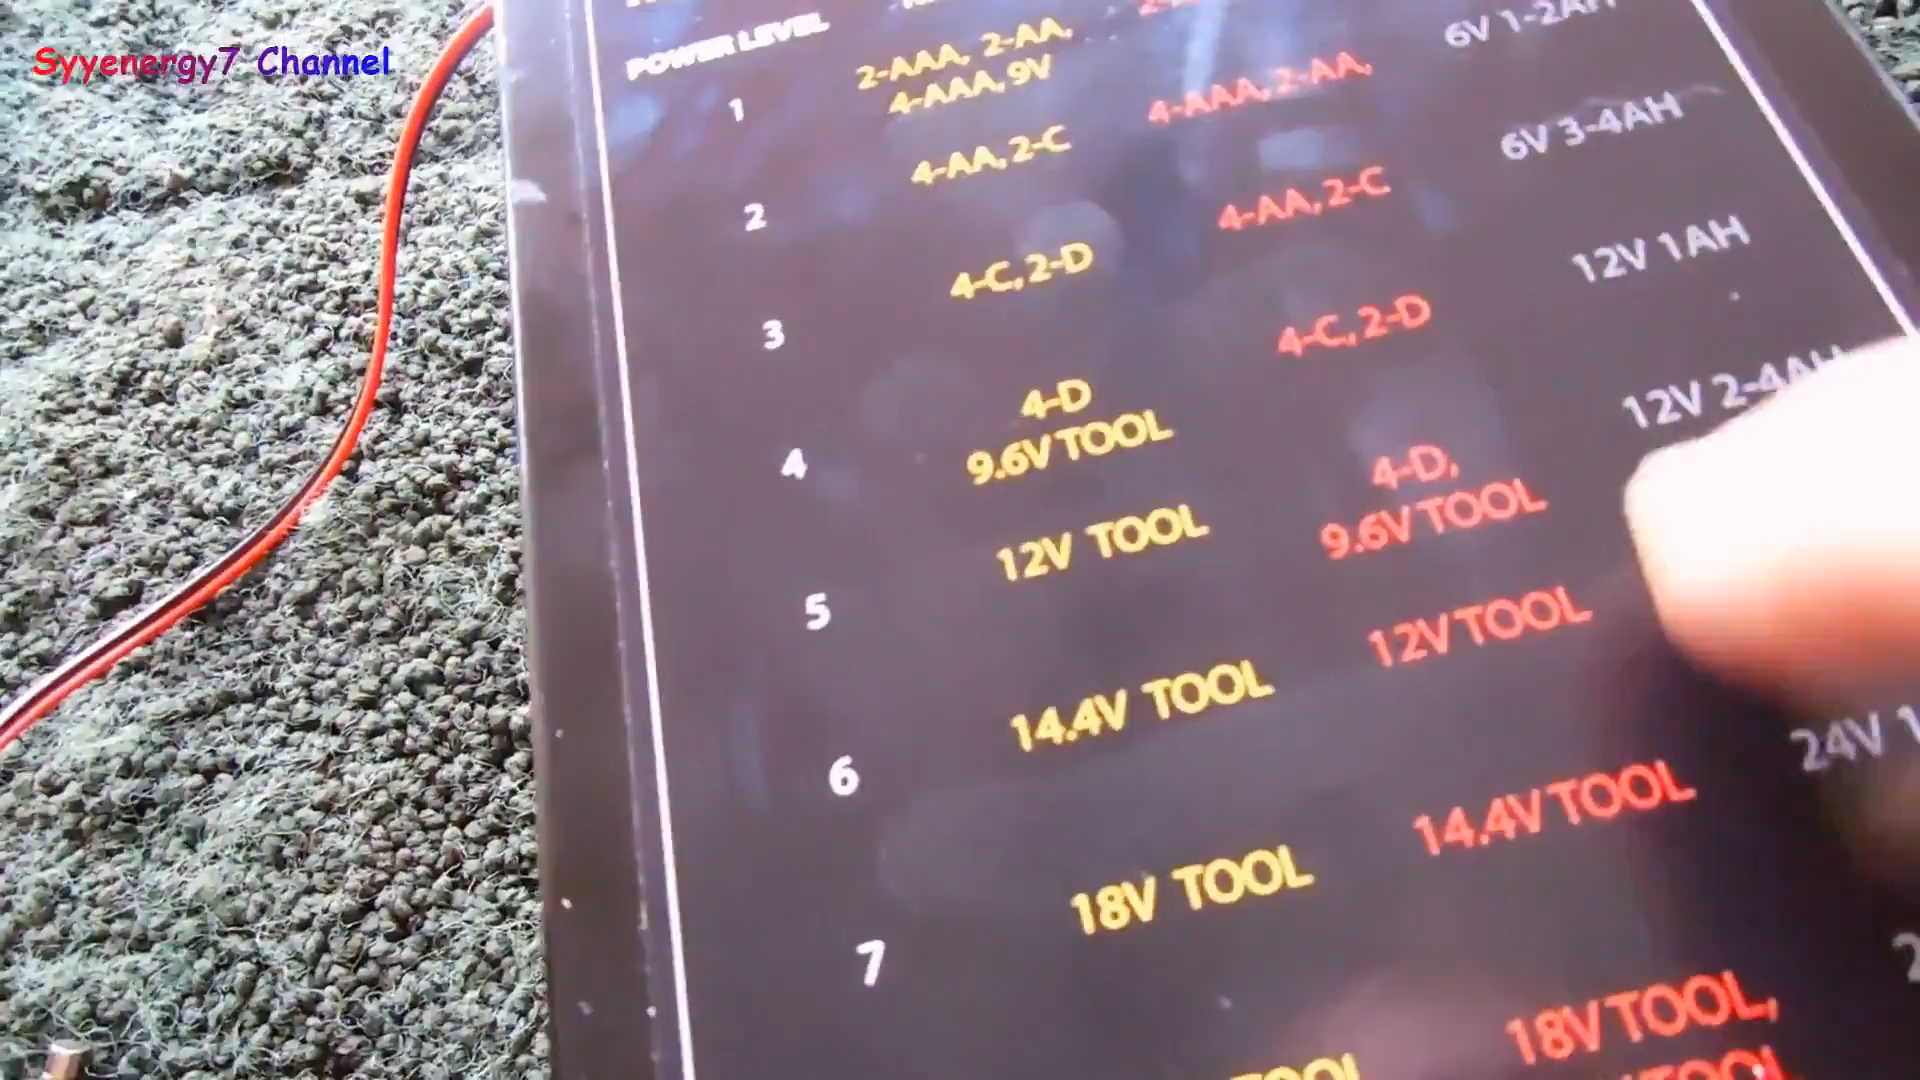 Syyenergy7 Channel
POWER LEVEL
1
2-AAA, 2-AA,
4-AAA, 9V
4-AAA, 2-AA,
6V 1-2AH
2
4-AA, 2-C
4-AA, 2-C
6V 3-4AH
3
4-C, 2-D
4-C, 2-D
12V 1AH
4
4-D
9.6V TOOL
4-D,
9.6V TOOL
12V 2-4AH
5
12V TOOL
12V TOOL
6
14.4V TOOL
14.4V TOOL
24V
7
18V TOOL
18V TOOL,
TOOL
TOOL